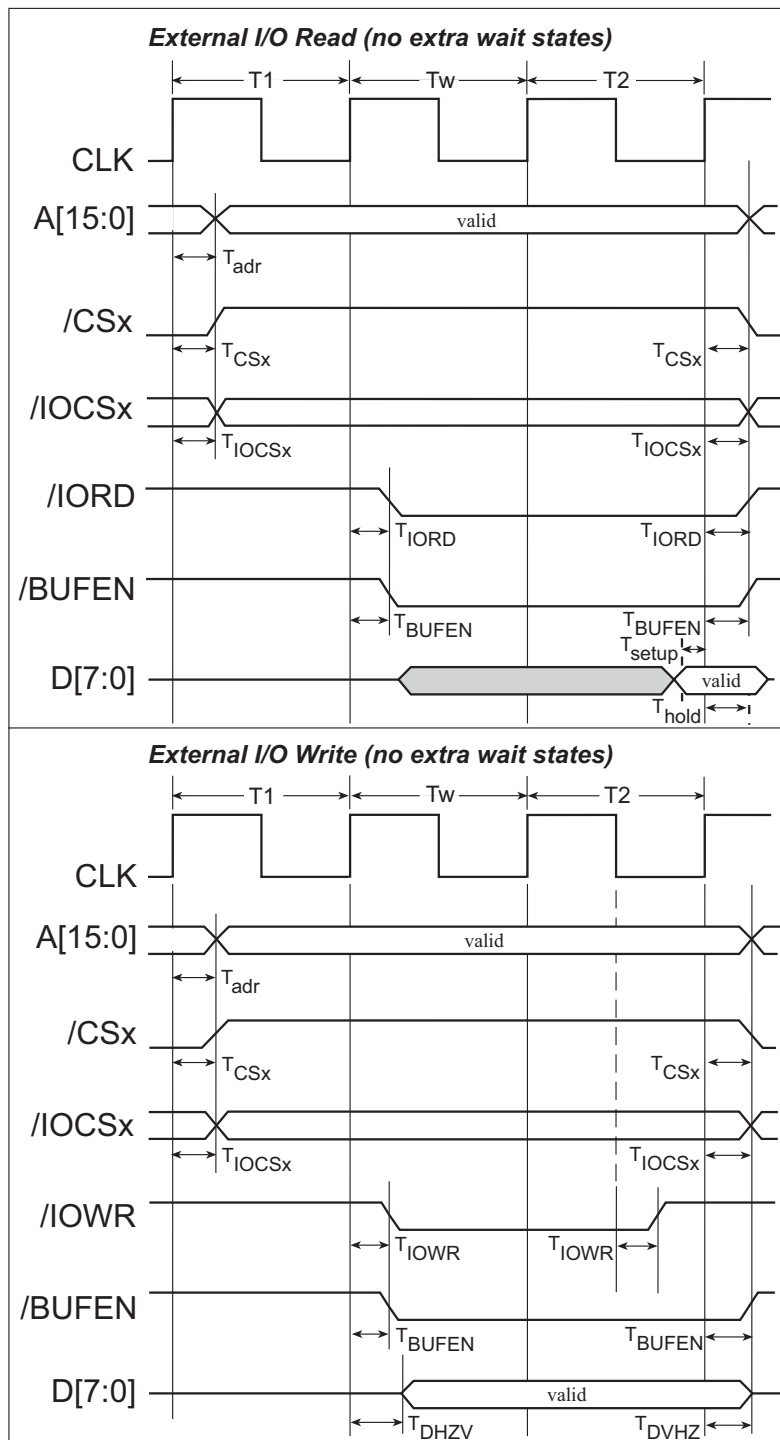 External I/O Read (no extra wait states)
T1 Tw T2
CLK
A[15:0] valid
Tadr
/CSx
TCSx TCSx
/IOCSx
TIOCSx TIOCSx
/IORD
TIORD TIORD
/BUFEN
TBUFEN TBUFEN
Tsetup
D[7:0] valid
Thold
External I/O Write (no extra wait states)
T1 Tw T2
CLK
A[15:0] valid
Tadr
/CSx
TCSx TCSx
/IOCSx
TIOCSx TIOCSx
/IOWR
TIOWR TIOWR
/BUFEN
TBUFEN TBUFEN
D[7:0] valid
TDHZV TDVHZ